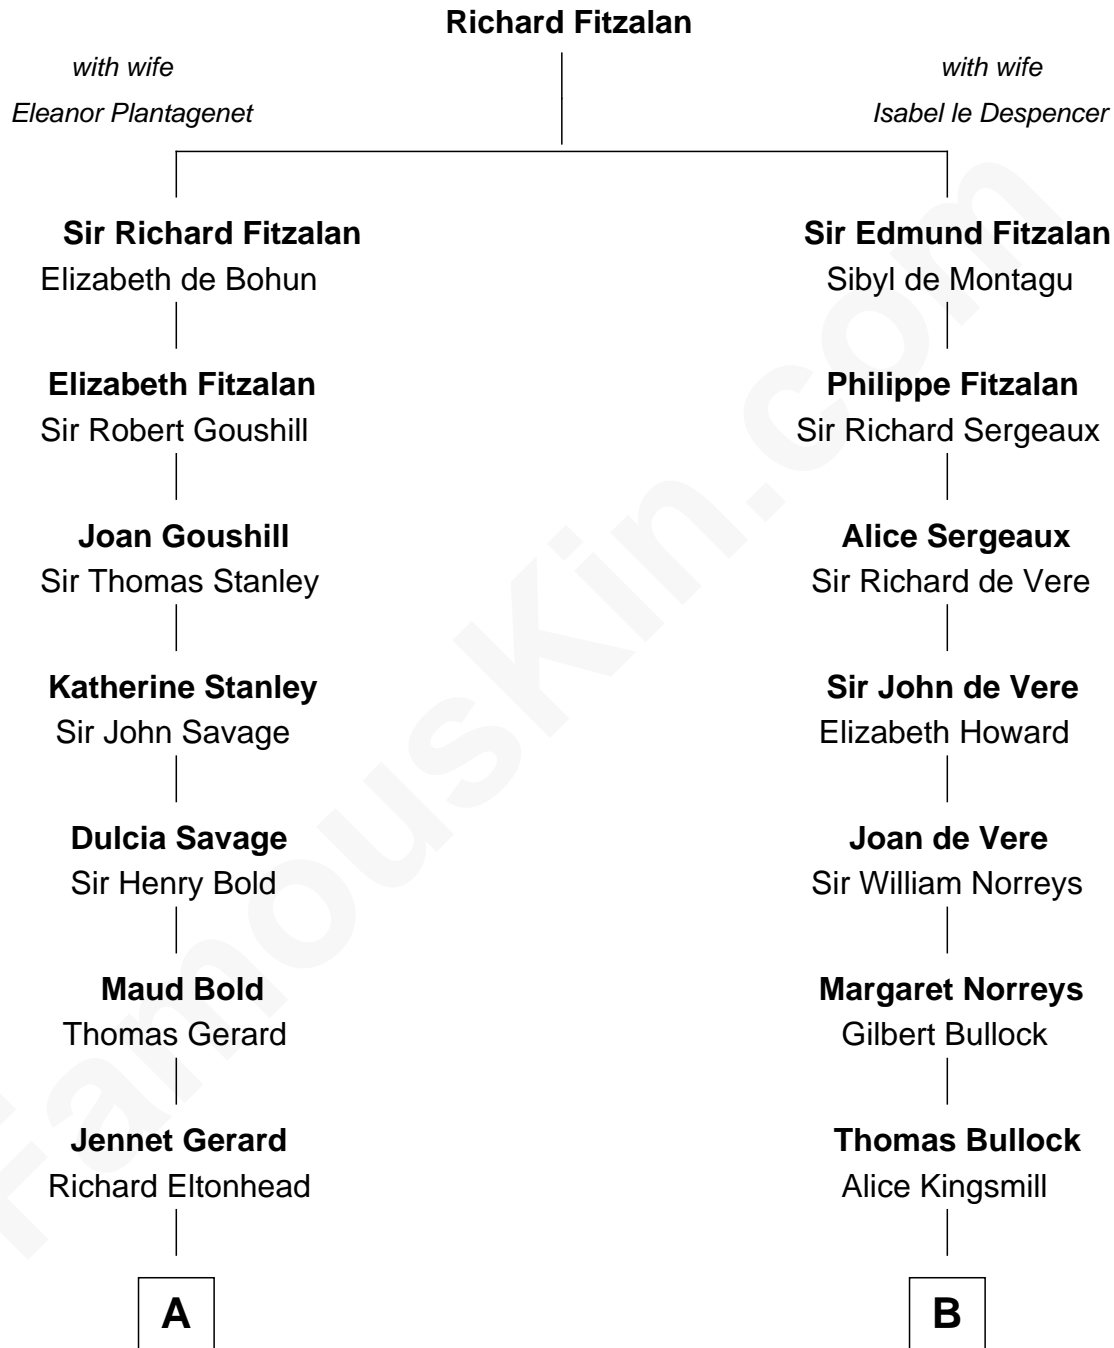 Richard Fitzalan
with wife
Eleanor Plantagenet
with wife
Isabel le Despencer
Sir Richard Fitzalan
Elizabeth de Bohun
Sir Edmund Fitzalan
Sibyl de Montagu
Elizabeth Fitzalan
Sir Robert Goushill
Philippe Fitzalan
Sir Richard Sergeaux
Joan Goushill
Sir Thomas Stanley
Alice Sergeaux
Sir Richard de Vere
Katherine Stanley
Sir John Savage
Sir John de Vere
Elizabeth Howard
Dulcia Savage
Sir Henry Bold
Joan de Vere
Sir William Norreys
Maud Bold
Thomas Gerard
Margaret Norreys
Gilbert Bullock
Jennet Gerard
Richard Eltonhead
Thomas Bullock
Alice Kingsmill
A
B
FamousKin.com